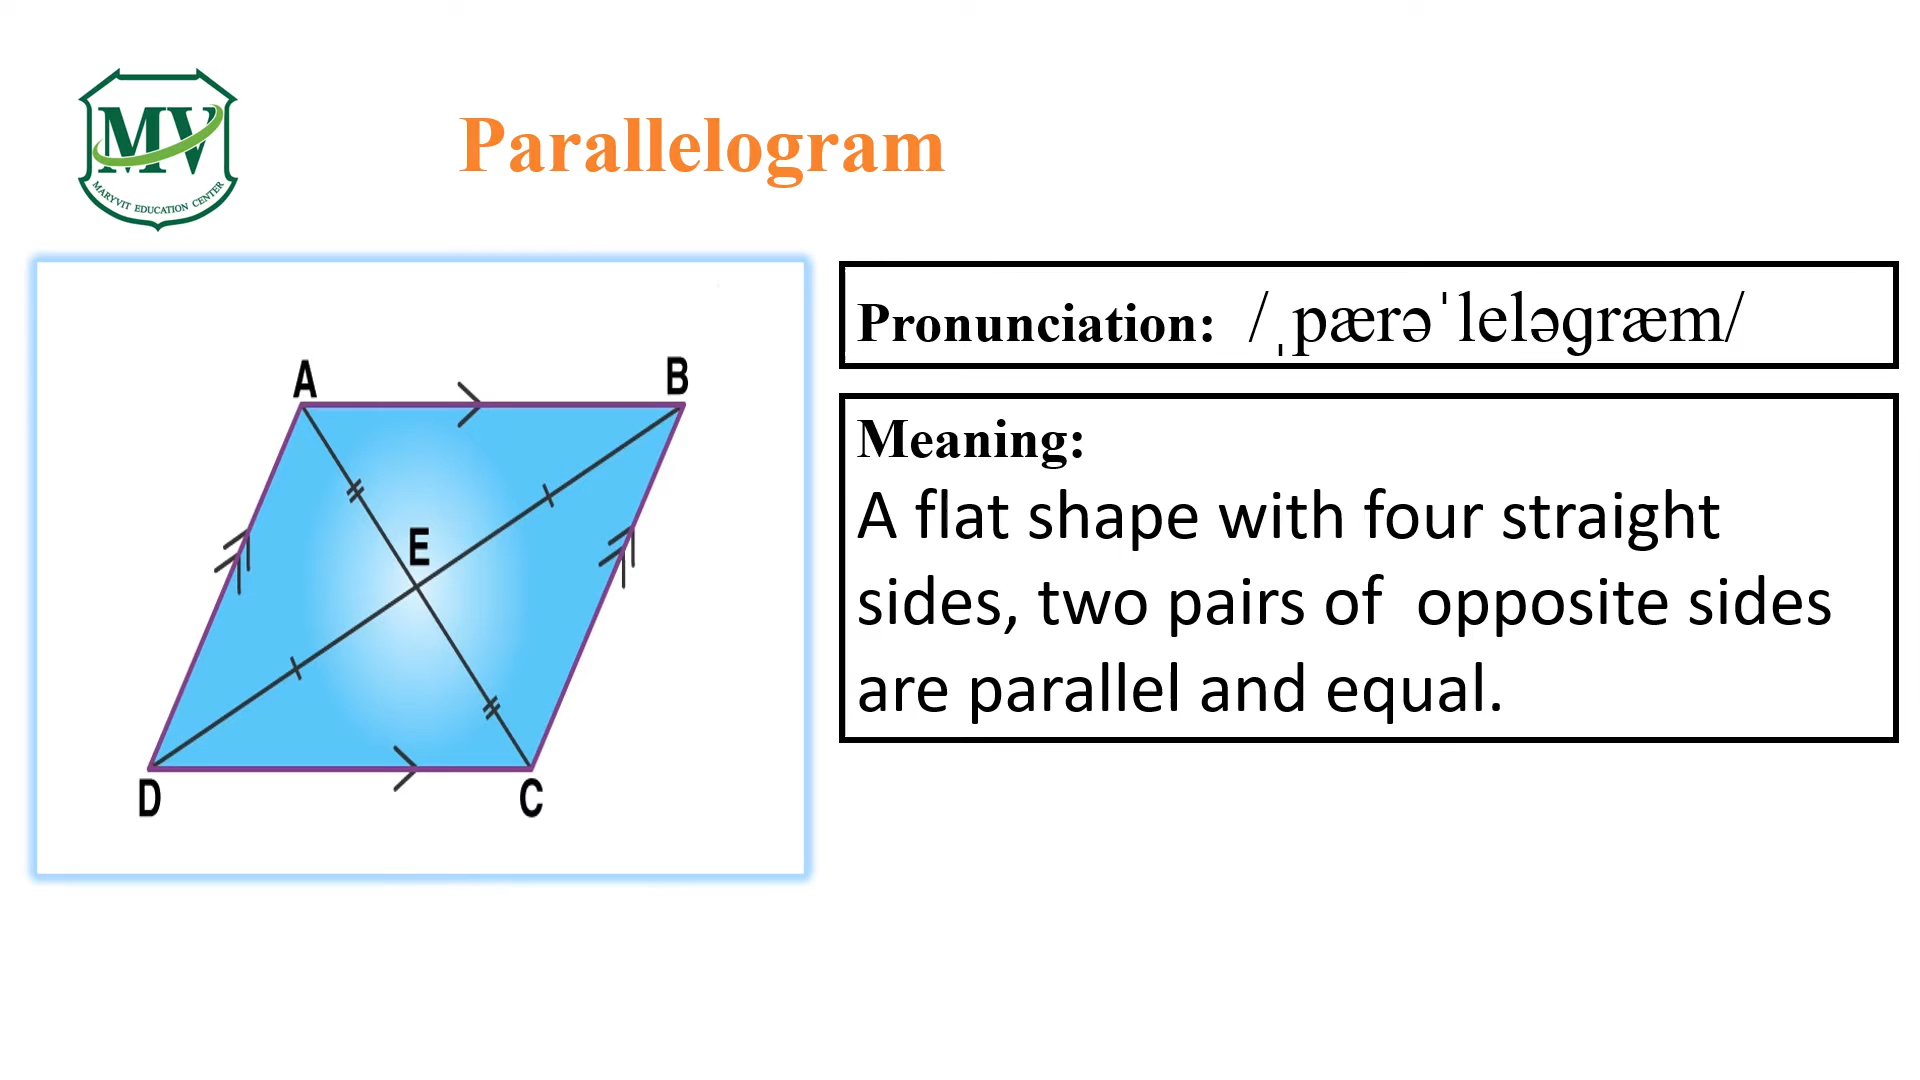 MV
MARYVIT EDUCATION CENTER
Parallelogram
A
B
E
D
C
Pronunciation: /ˌpærəˈleləɡræm/
Meaning:
A flat shape with four straight
sides, two pairs of  opposite sides
are parallel and equal.